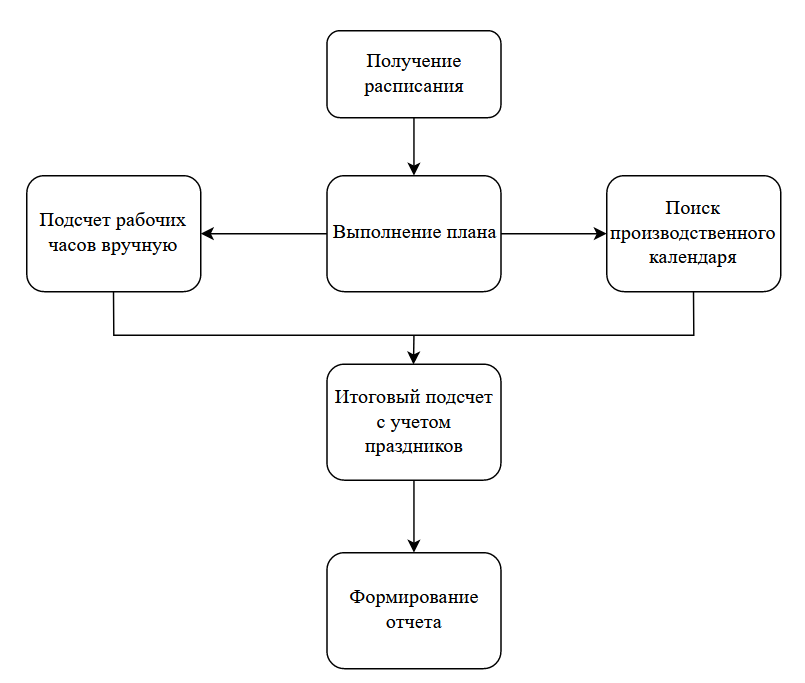 Получение
расписания
Подсчет рабочих
часов вручную
Выполнение плана
Поиск
производственного
календаря
Итоговый подсчет
с учетом
праздников
Формирование
отчета